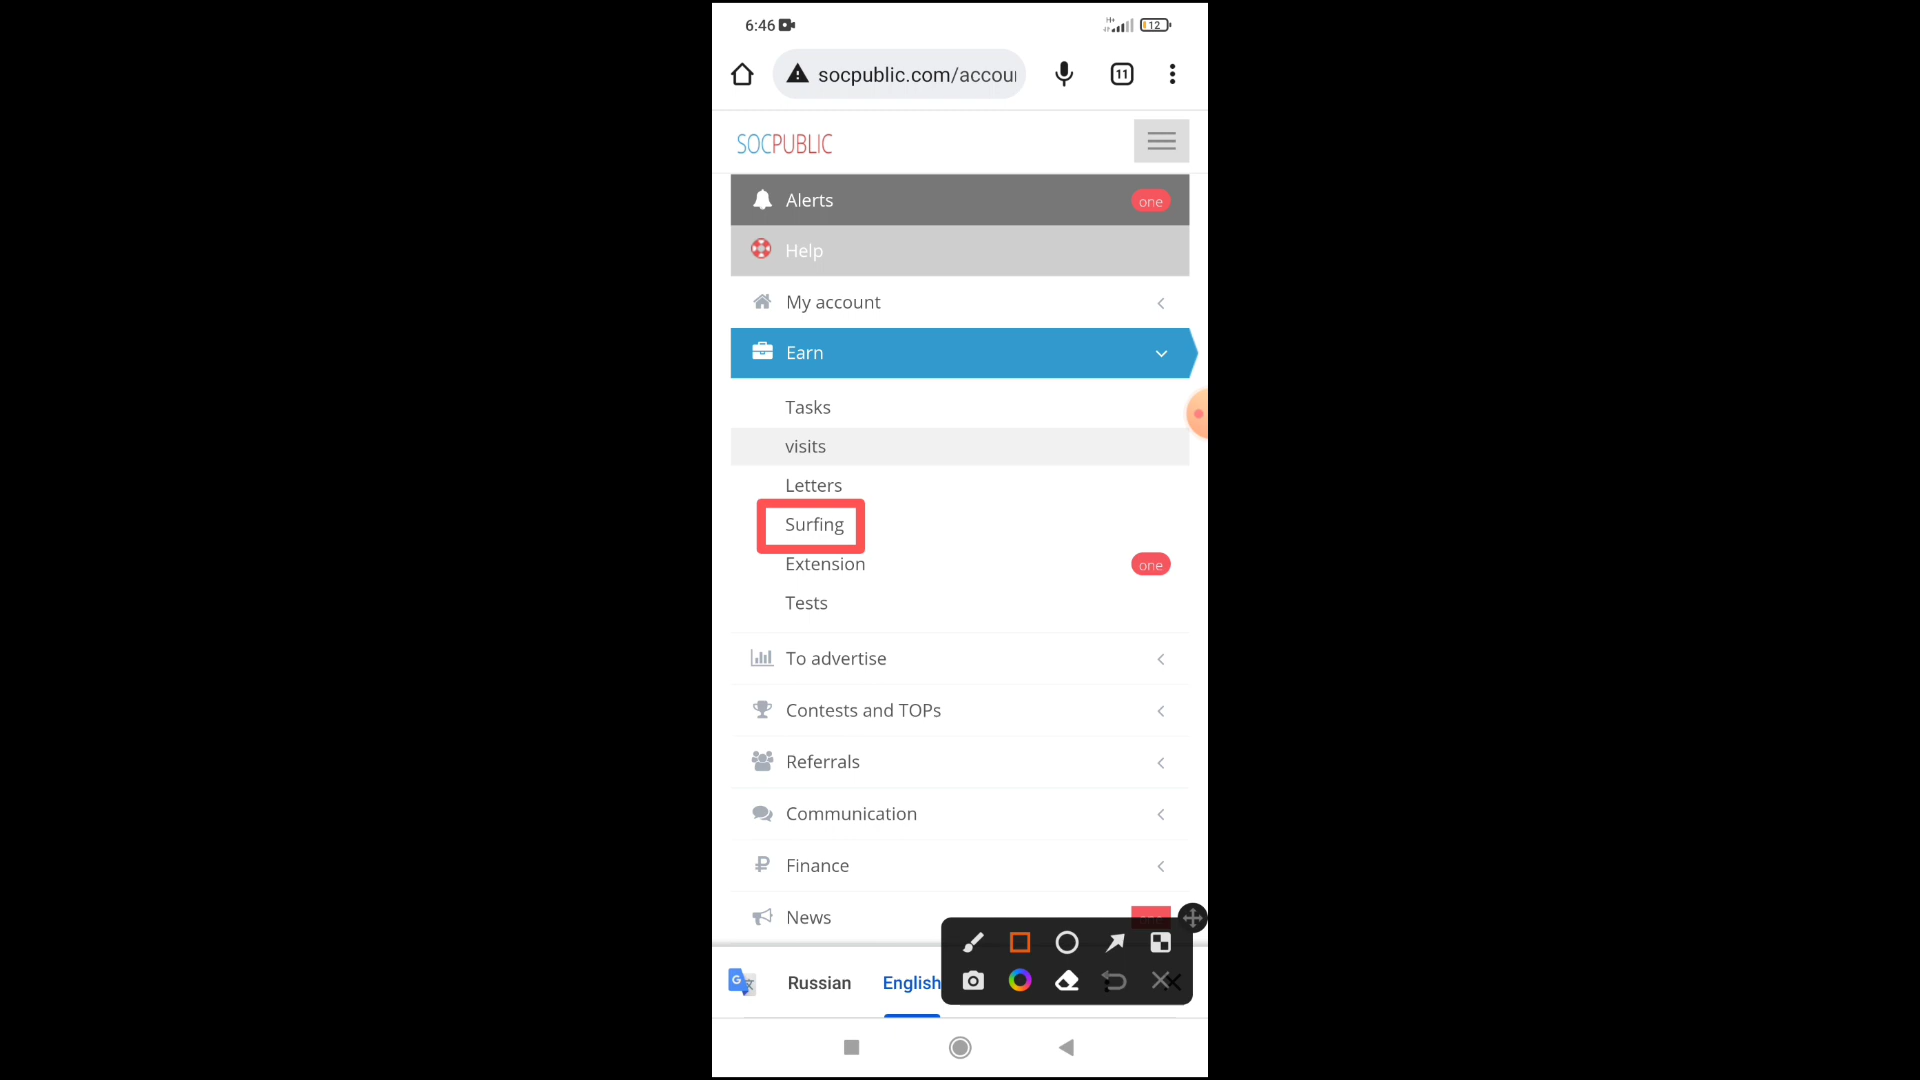 6:46
H+
12
socpublic.com/accou
11
SOCPUBLIC
Alerts
one
Help
My account
Earn
Tasks
visits
Letters
Surfing
Extension
one
Tests
To advertise
Contests and TOPs
Referrals
Communication
Finance
News
G
Russian
English